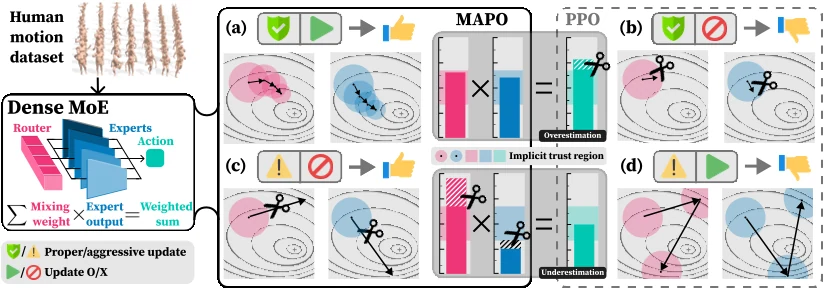 Human
motion
dataset
Dense MoE
Router
Experts
Action
∑ Mixing weight × Expert output = Weighted sum
/ Proper/aggressive update
/ Update O/X
(a)
MAPO
PPO
(b)
×
=
Overestimation
Implicit trust region
(c)
(d)
×
=
Underestimation